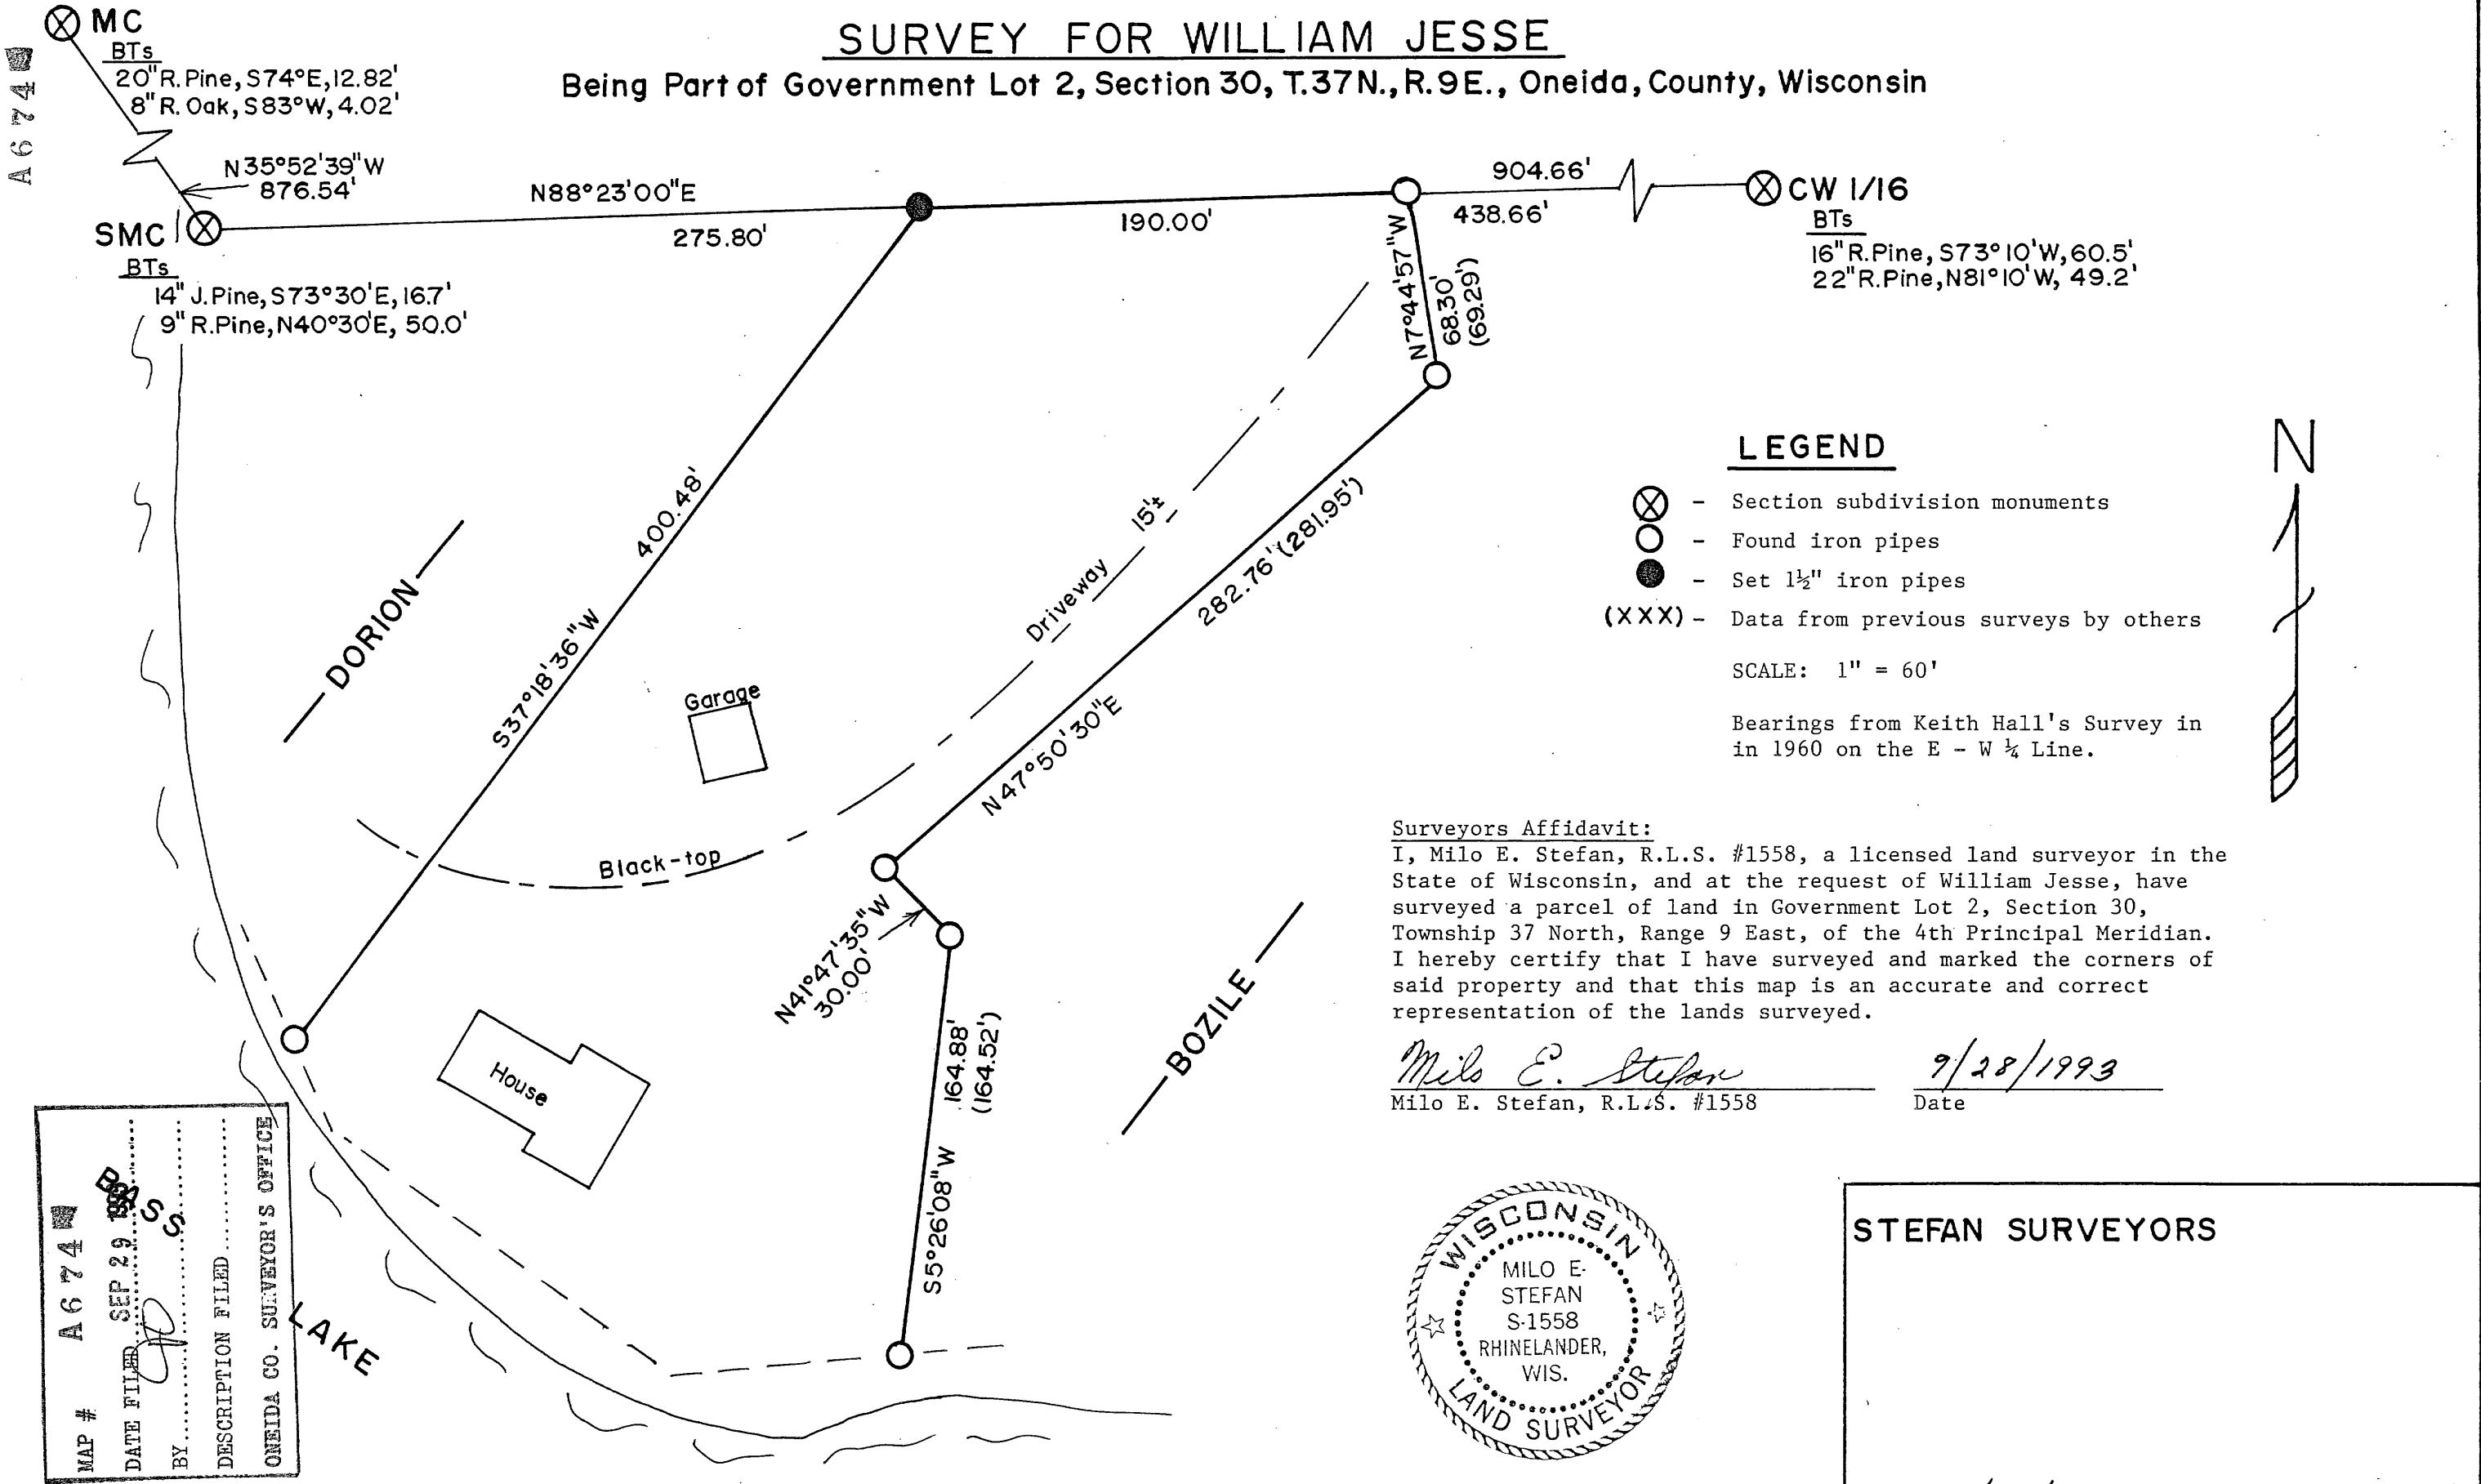 SURVEY FOR WILLIAM JESSE
Being Part of Government Lot 2, Section 30, T.37N., R.9E., Oneida, County, Wisconsin
A674
MC
BTs
20" R. Pine, S74°E, 12.82'
8" R. Oak, S83°W, 4.02'
N35°52'39"W
876.54'
SMC
BTs
14" J. Pine, S73°30'E, 16.7'
9" R. Pine, N40°30'E, 50.0'
N88°23'00"E
275.80'
190.00'
904.66'
438.66'
CW 1/16
BTs
16" R. Pine, S73°10'W, 60.5'
22" R. Pine, N81°10'W, 49.2'
N7°44'57"W
68.30'
(69.29')
400.48'
S37°18'36"W
DORION
Garage
Driveway 15'±
Black-top
282.76' (281.95')
N47°50'30"E
N41°47'35"W
30.00'
164.88'
(164.52')
S5°26'08"W
BOZILE
House
BASS
LAKE
LEGEND
- Section subdivision monuments
- Found iron pipes
- Set 1½" iron pipes
(XXX) - Data from previous surveys by others
SCALE: 1" = 60'
Bearings from Keith Hall's Survey in
in 1960 on the E - W ¼ Line.
N
Surveyors Affidavit:
I, Milo E. Stefan, R.L.S. #1558, a licensed land surveyor in the
State of Wisconsin, and at the request of William Jesse, have
surveyed a parcel of land in Government Lot 2, Section 30,
Township 37 North, Range 9 East, of the 4th Principal Meridian.
I hereby certify that I have surveyed and marked the corners of
said property and that this map is an accurate and correct
representation of the lands surveyed.
Milo E. Stefan
9/28/1993
Milo E. Stefan, R.L.S. #1558
Date
WISCONSIN
MILO E.
STEFAN
S-1558
RHINELANDER,
WIS.
LAND SURVEYOR
STEFAN SURVEYORS
MAP # A674
DATE FILED SEP 29
BY
DESCRIPTION FILED
ONEIDA CO. SURVEYOR'S OFFICE